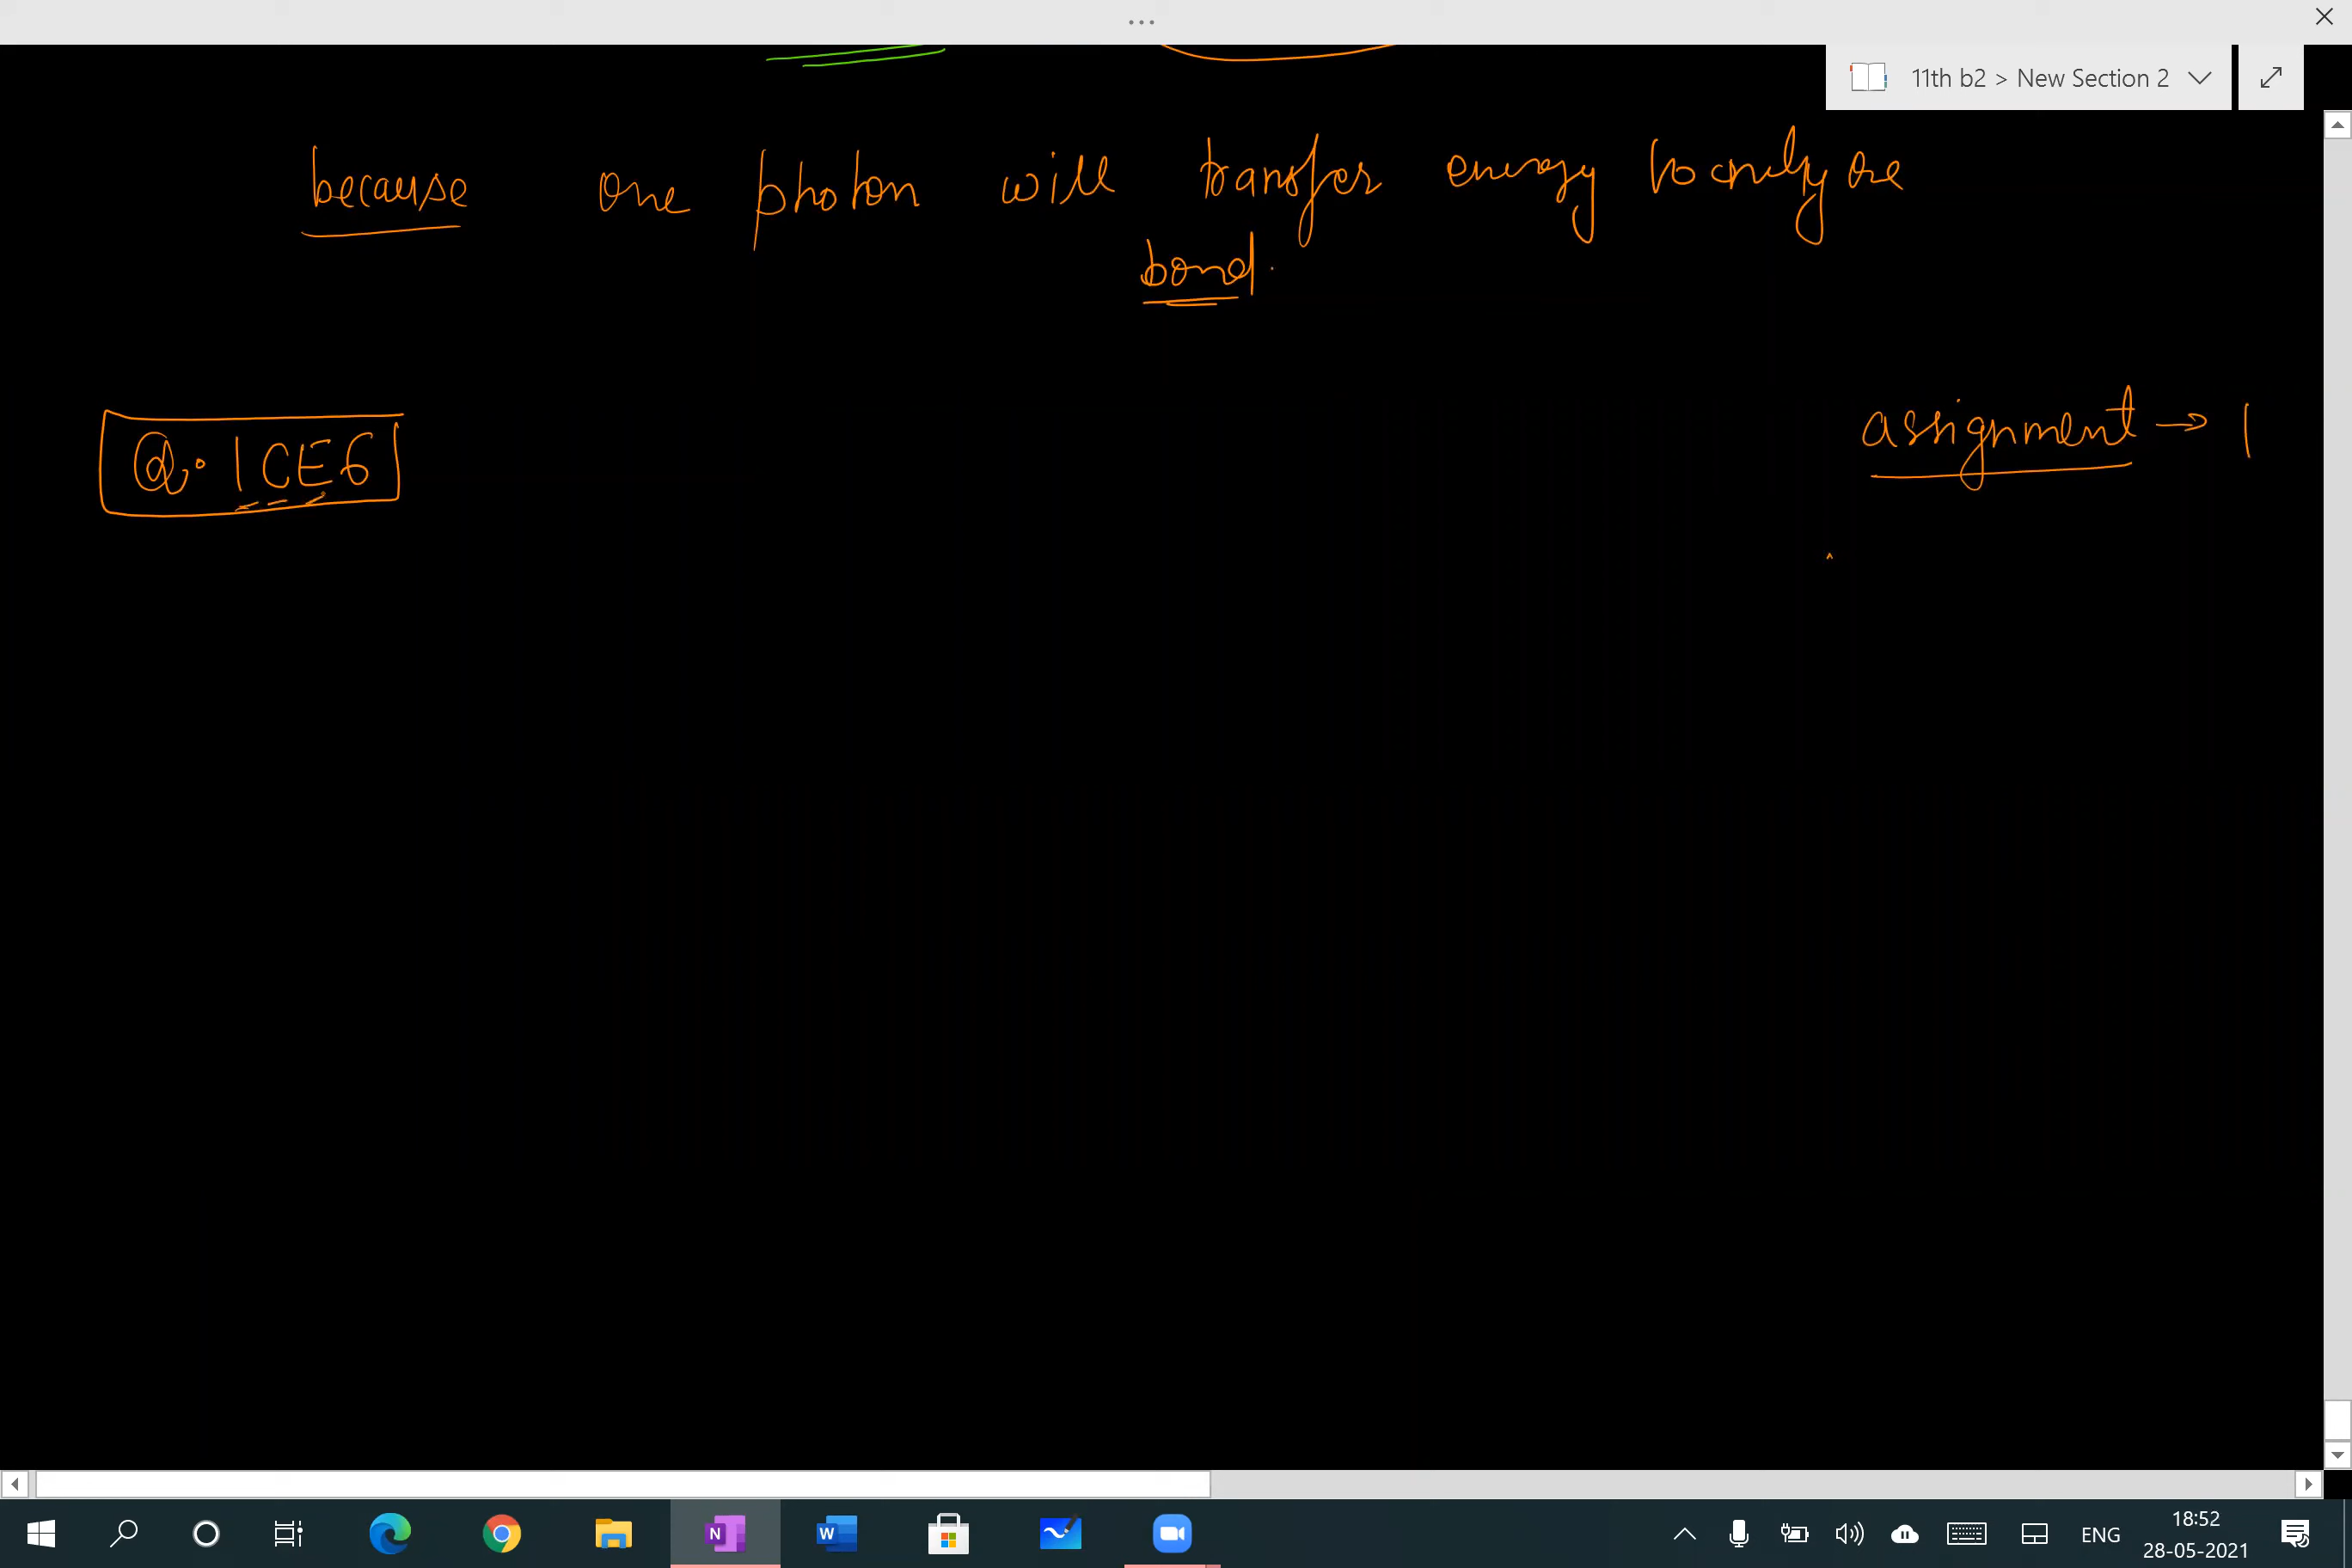 11th b2 > New Section 2
because one photon will transfer energy to only one
bond.
Q. ICE6
assignment → 1
ENG
18:52
28-05-2021